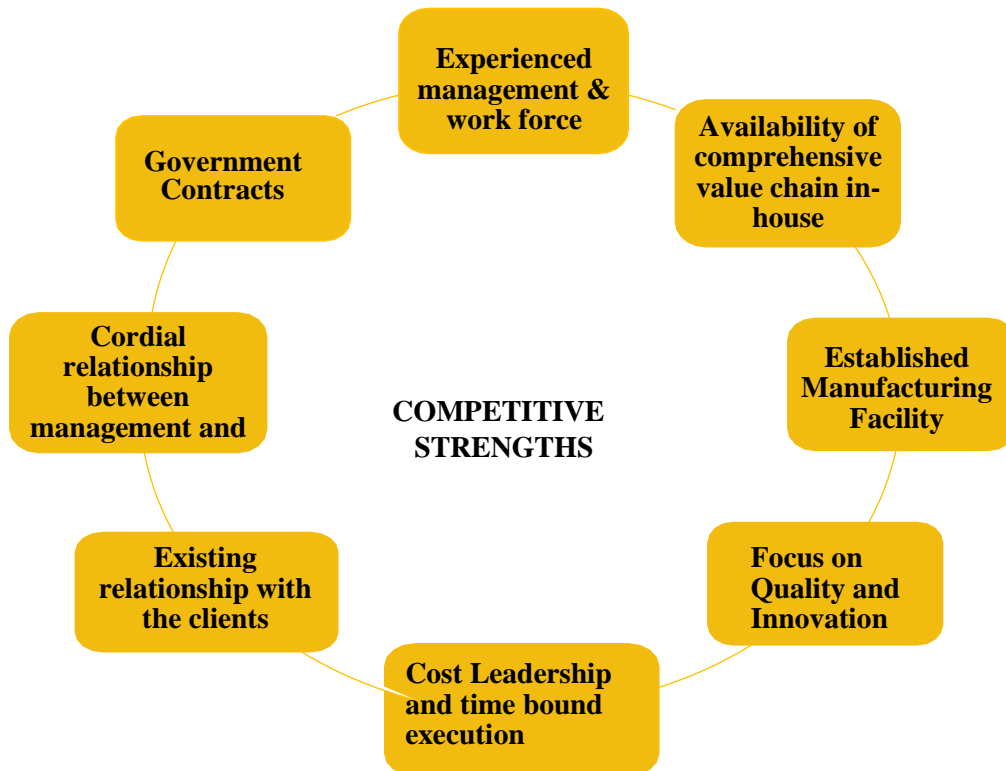 Experienced
management &
work force
Availability of
comprehensive
value chain in-
house
Established
Manufacturing
Facility
Focus on
Quality and
Innovation
Cost Leadership
and time bound
execution
Existing
relationship with
the clients
Cordial
relationship
between
management and
Government
Contracts
COMPETITIVE
STRENGTHS